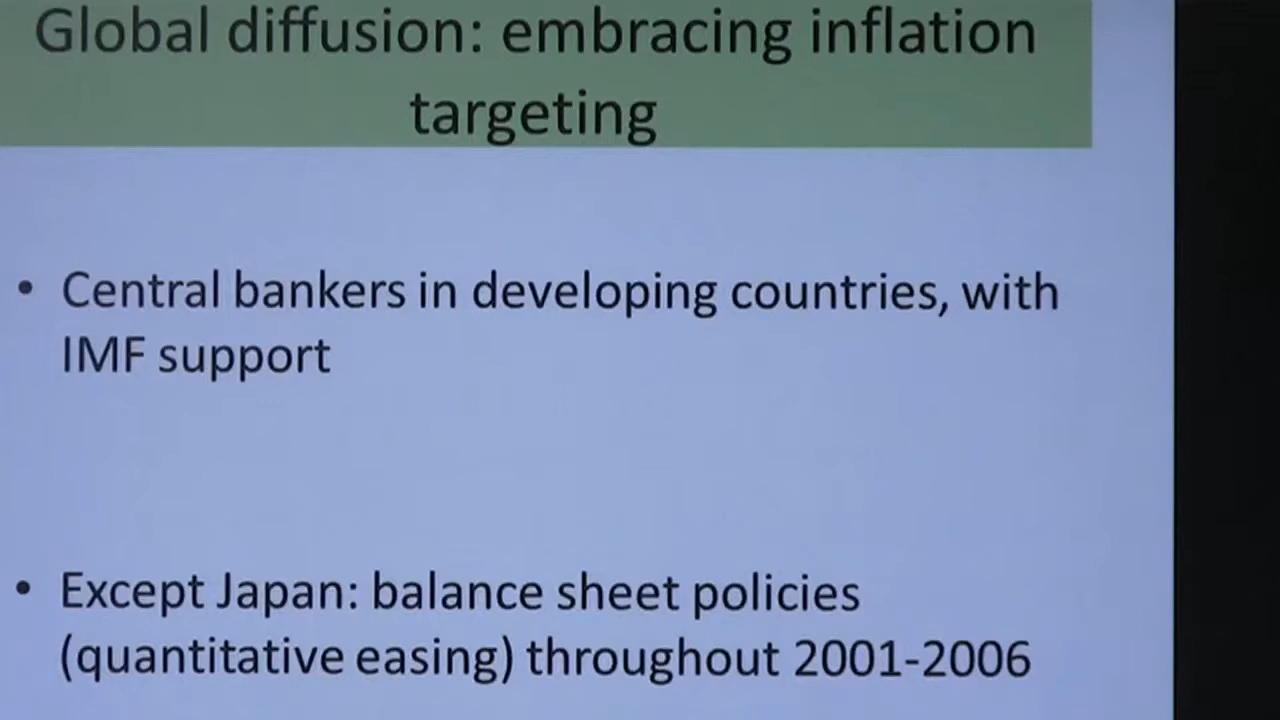 Global diffusion: embracing inflation
targeting
• Central bankers in developing countries, with
IMF support
• Except Japan: balance sheet policies
(quantitative easing) throughout 2001-2006